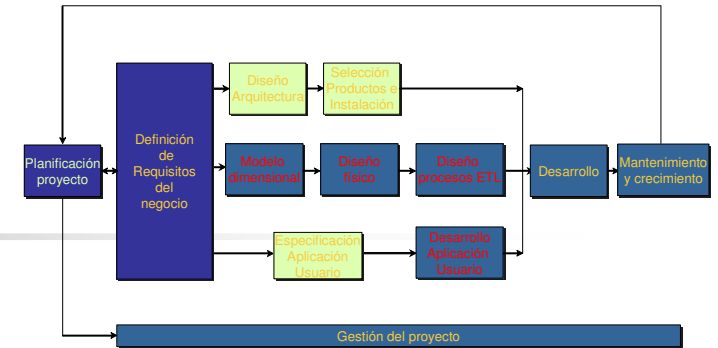 Planificación
proyecto
Definición
de
Requisitos
del
negocio
Diseño
Arquitectura
Selección
Productos e
Instalación
Modelo
dimensional
Diseño
físico
Diseño
procesos ETL
Especificación
Aplicación
Usuario
Desarrollo
Aplicación
Usuario
Desarrollo
Mantenimiento
y crecimiento
Gestión del proyecto